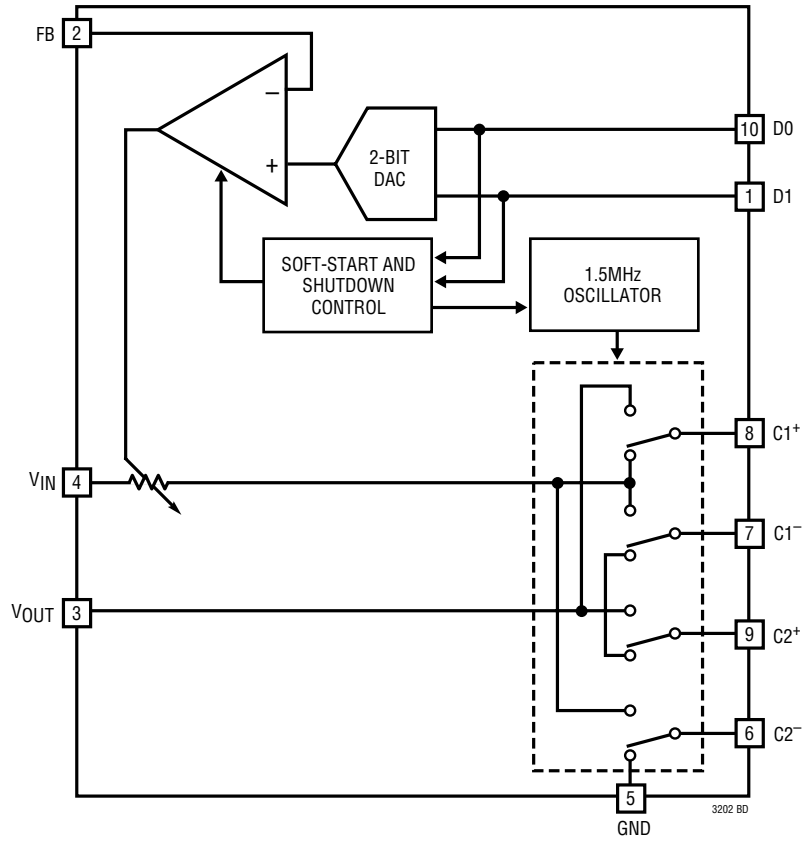 FB 2
−
+
2-BIT
DAC
10 D0
1 D1
SOFT-START AND
SHUTDOWN
CONTROL
1.5MHz
OSCILLATOR
8 C1+
VIN 4
7 C1−
VOUT 3
9 C2+
6 C2−
5
GND
3202 BD